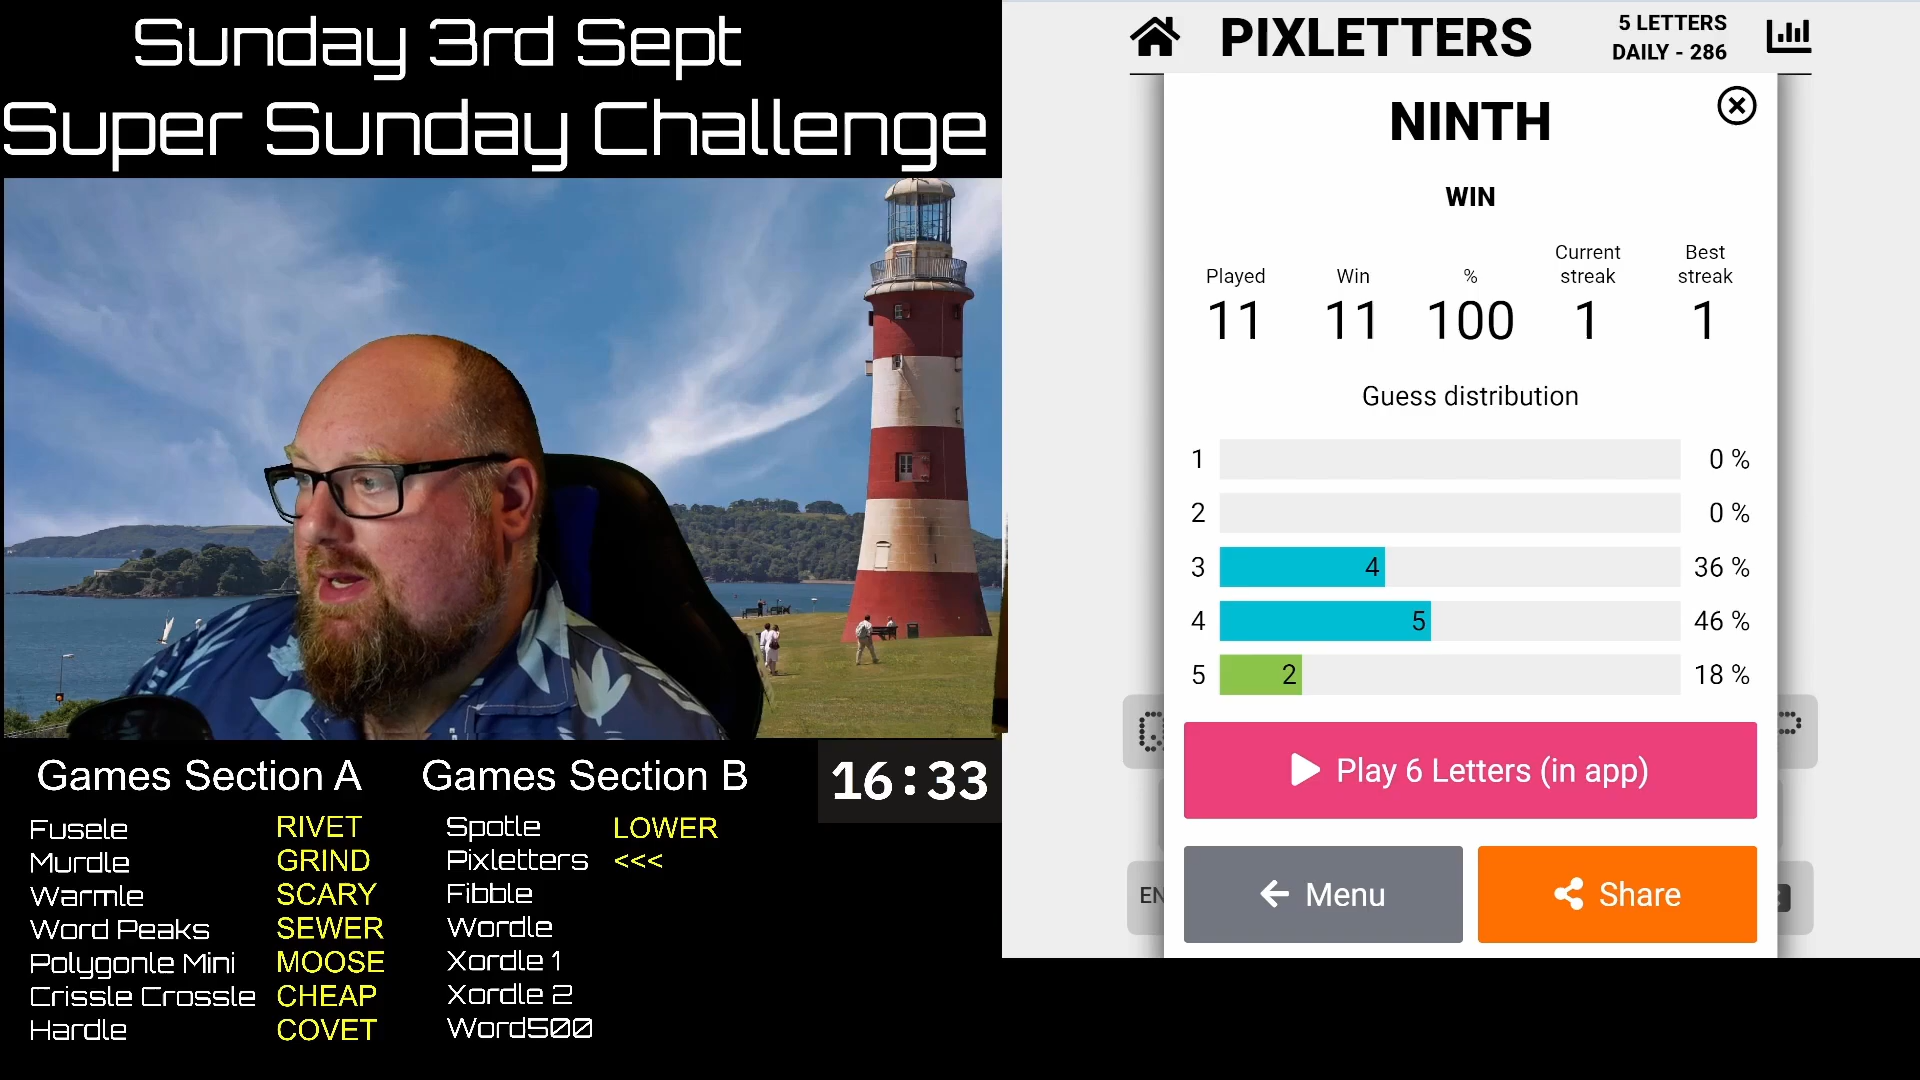 Sunday 3rd Sept
Super Sunday Challenge
PIXLETTERS
5 LETTERS
DAILY - 286
NINTH
WIN
Played
Win
%
Current
streak
Best
streak
11
11
100
1
1
Guess distribution
1
0 %
2
0 %
3
4
36 %
4
5
46 %
5
2
18 %
Q
P
Play 6 Letters (in app)
EN
Menu
Share
Games Section A
Games Section B
16:33
Fusele RIVET
Murdle GRIND
Warmle SCARY
Word Peaks SEWER
Polygonle Mini MOOSE
Crissle Crossle CHEAP
Hardle COVET
Spotle LOWER
Pixletters <<<
Fibble
Wordle
Xordle 1
Xordle 2
Word500